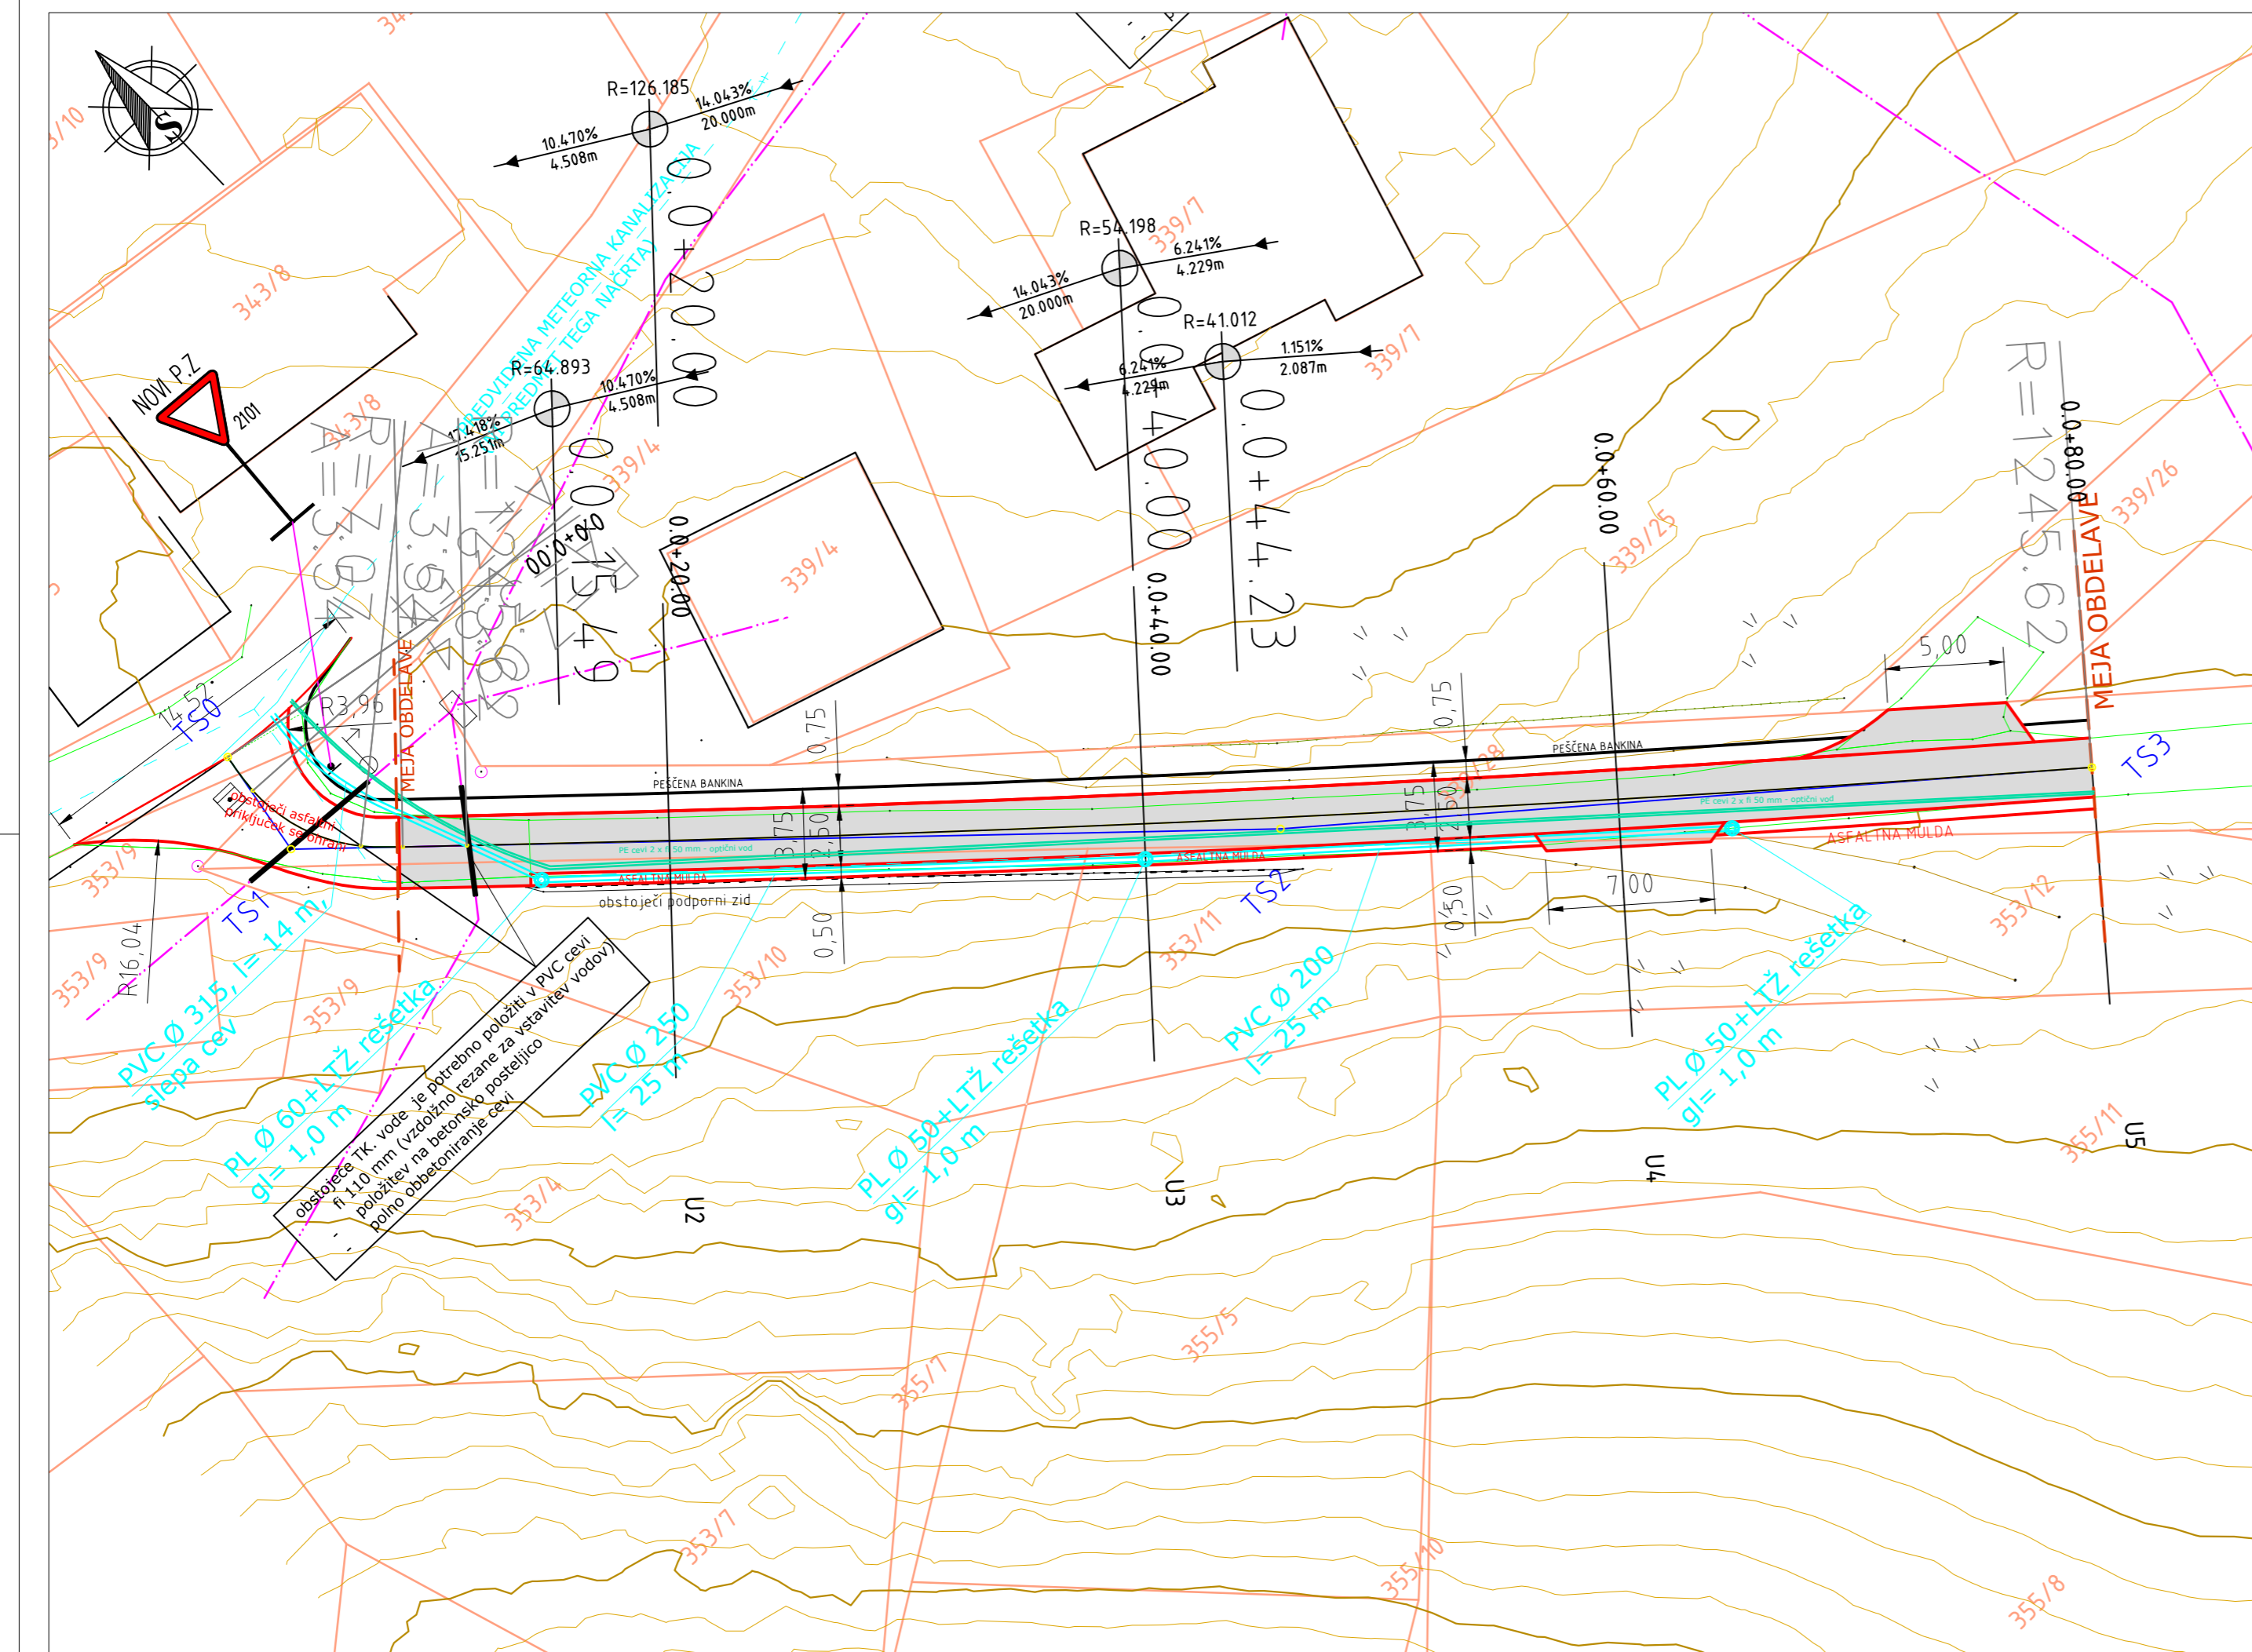 R=126.185
14.043%
20.000m
10.470%
4.508m
0.0+20.00
343/8
NOVI P.Z
2101
343/8
PREDVIDENA METEORNA KANALIZACIJA
(NI PREDMET TEGA NAČRTA)
R=64.893
10.470%
4.508m
17.418%
15.251m
0.0+15.49
339/4
R=54.198
6.241%
4.229m
14.043%
20.000m
0.0+40.00
339/7
R=41.012
1.151%
2.087m
6.241%
4.229m
0.0+44.23
339/7
R=1245.62
0.0+80.00
MEJA OBDELAVE
339/26
0.0+60.00
339/25
0.0+0.00
0.0+20.00
339/4
0.0+40.00
A=3.09
R=7.07
14.52
TS0
R3,96
MEJA OBDELAVE
0,75
0,75
5,00
PEŠČENA BANKINA
PEŠČENA BANKINA
TS3
obstoječi asfaltni
priključek se ohrani
3,75
2,50
3,75
2,50
PE cevi 2 x fi 50 mm - optični vod
PE cevi 2 x fi 50 mm - optični vod
ASFALTNA MULDA
ASFALTNA MULDA
ASFALTNA MULDA
obstoječi podporni zid
0,50
0,50
7,00
TS1
TS2
R16,04
353/9
353/9
353/9
353/10
353/11
353/12
PVC Ø 315, l= 14 m,
slepa cev
PL Ø 60+LTŽ rešetka
gl= 1,0 m
PVC Ø 250
l= 25 m
PL Ø 50+LTŽ rešetka
gl= 1,0 m
PVC Ø 200
l= 25 m
PL Ø 50+LTŽ rešetka
gl= 1,0 m
obstoječe TK. vode je potrebno položiti v PVC cevi
fi 110 mm (vzdolžno rezane za vstavitev vodov)
- položitev na betonsko posteljico
- polno obbetoniranje cevi
353/4
U2
U3
U4
U5
355/11
355/5
355/7
353/7
355/10
355/8